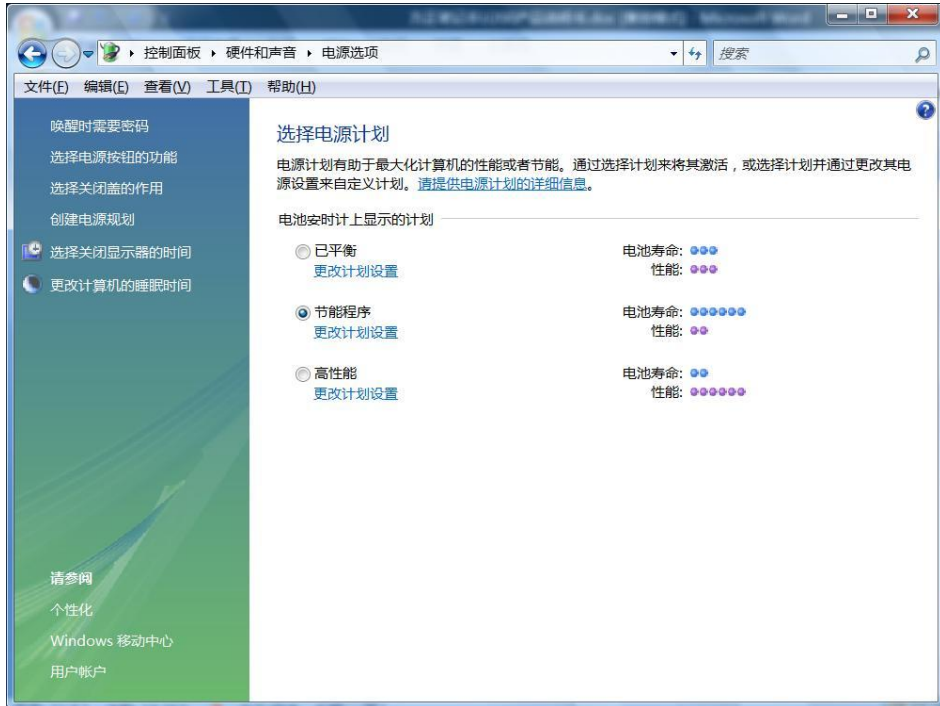 控制面板 ▸ 硬件和声音 ▸ 电源选项
搜索
文件(F) 编辑(E) 查看(V) 工具(T) 帮助(H)
唤醒时需要密码
选择电源按钮的功能
选择关闭盖的作用
创建电源规划
选择关闭显示器的时间
更改计算机的睡眠时间
选择电源计划
电源计划有助于最大化计算机的性能或者节能。通过选择计划来将其激活，或选择计划并通过更改其电
源设置来自定义计划。请提供电源计划的详细信息。
电池安时计上显示的计划
已平衡 电池寿命:
更改计划设置 性能:
节能程序 电池寿命:
更改计划设置 性能:
高性能 电池寿命:
更改计划设置 性能:
请参阅
个性化
Windows 移动中心
用户帐户